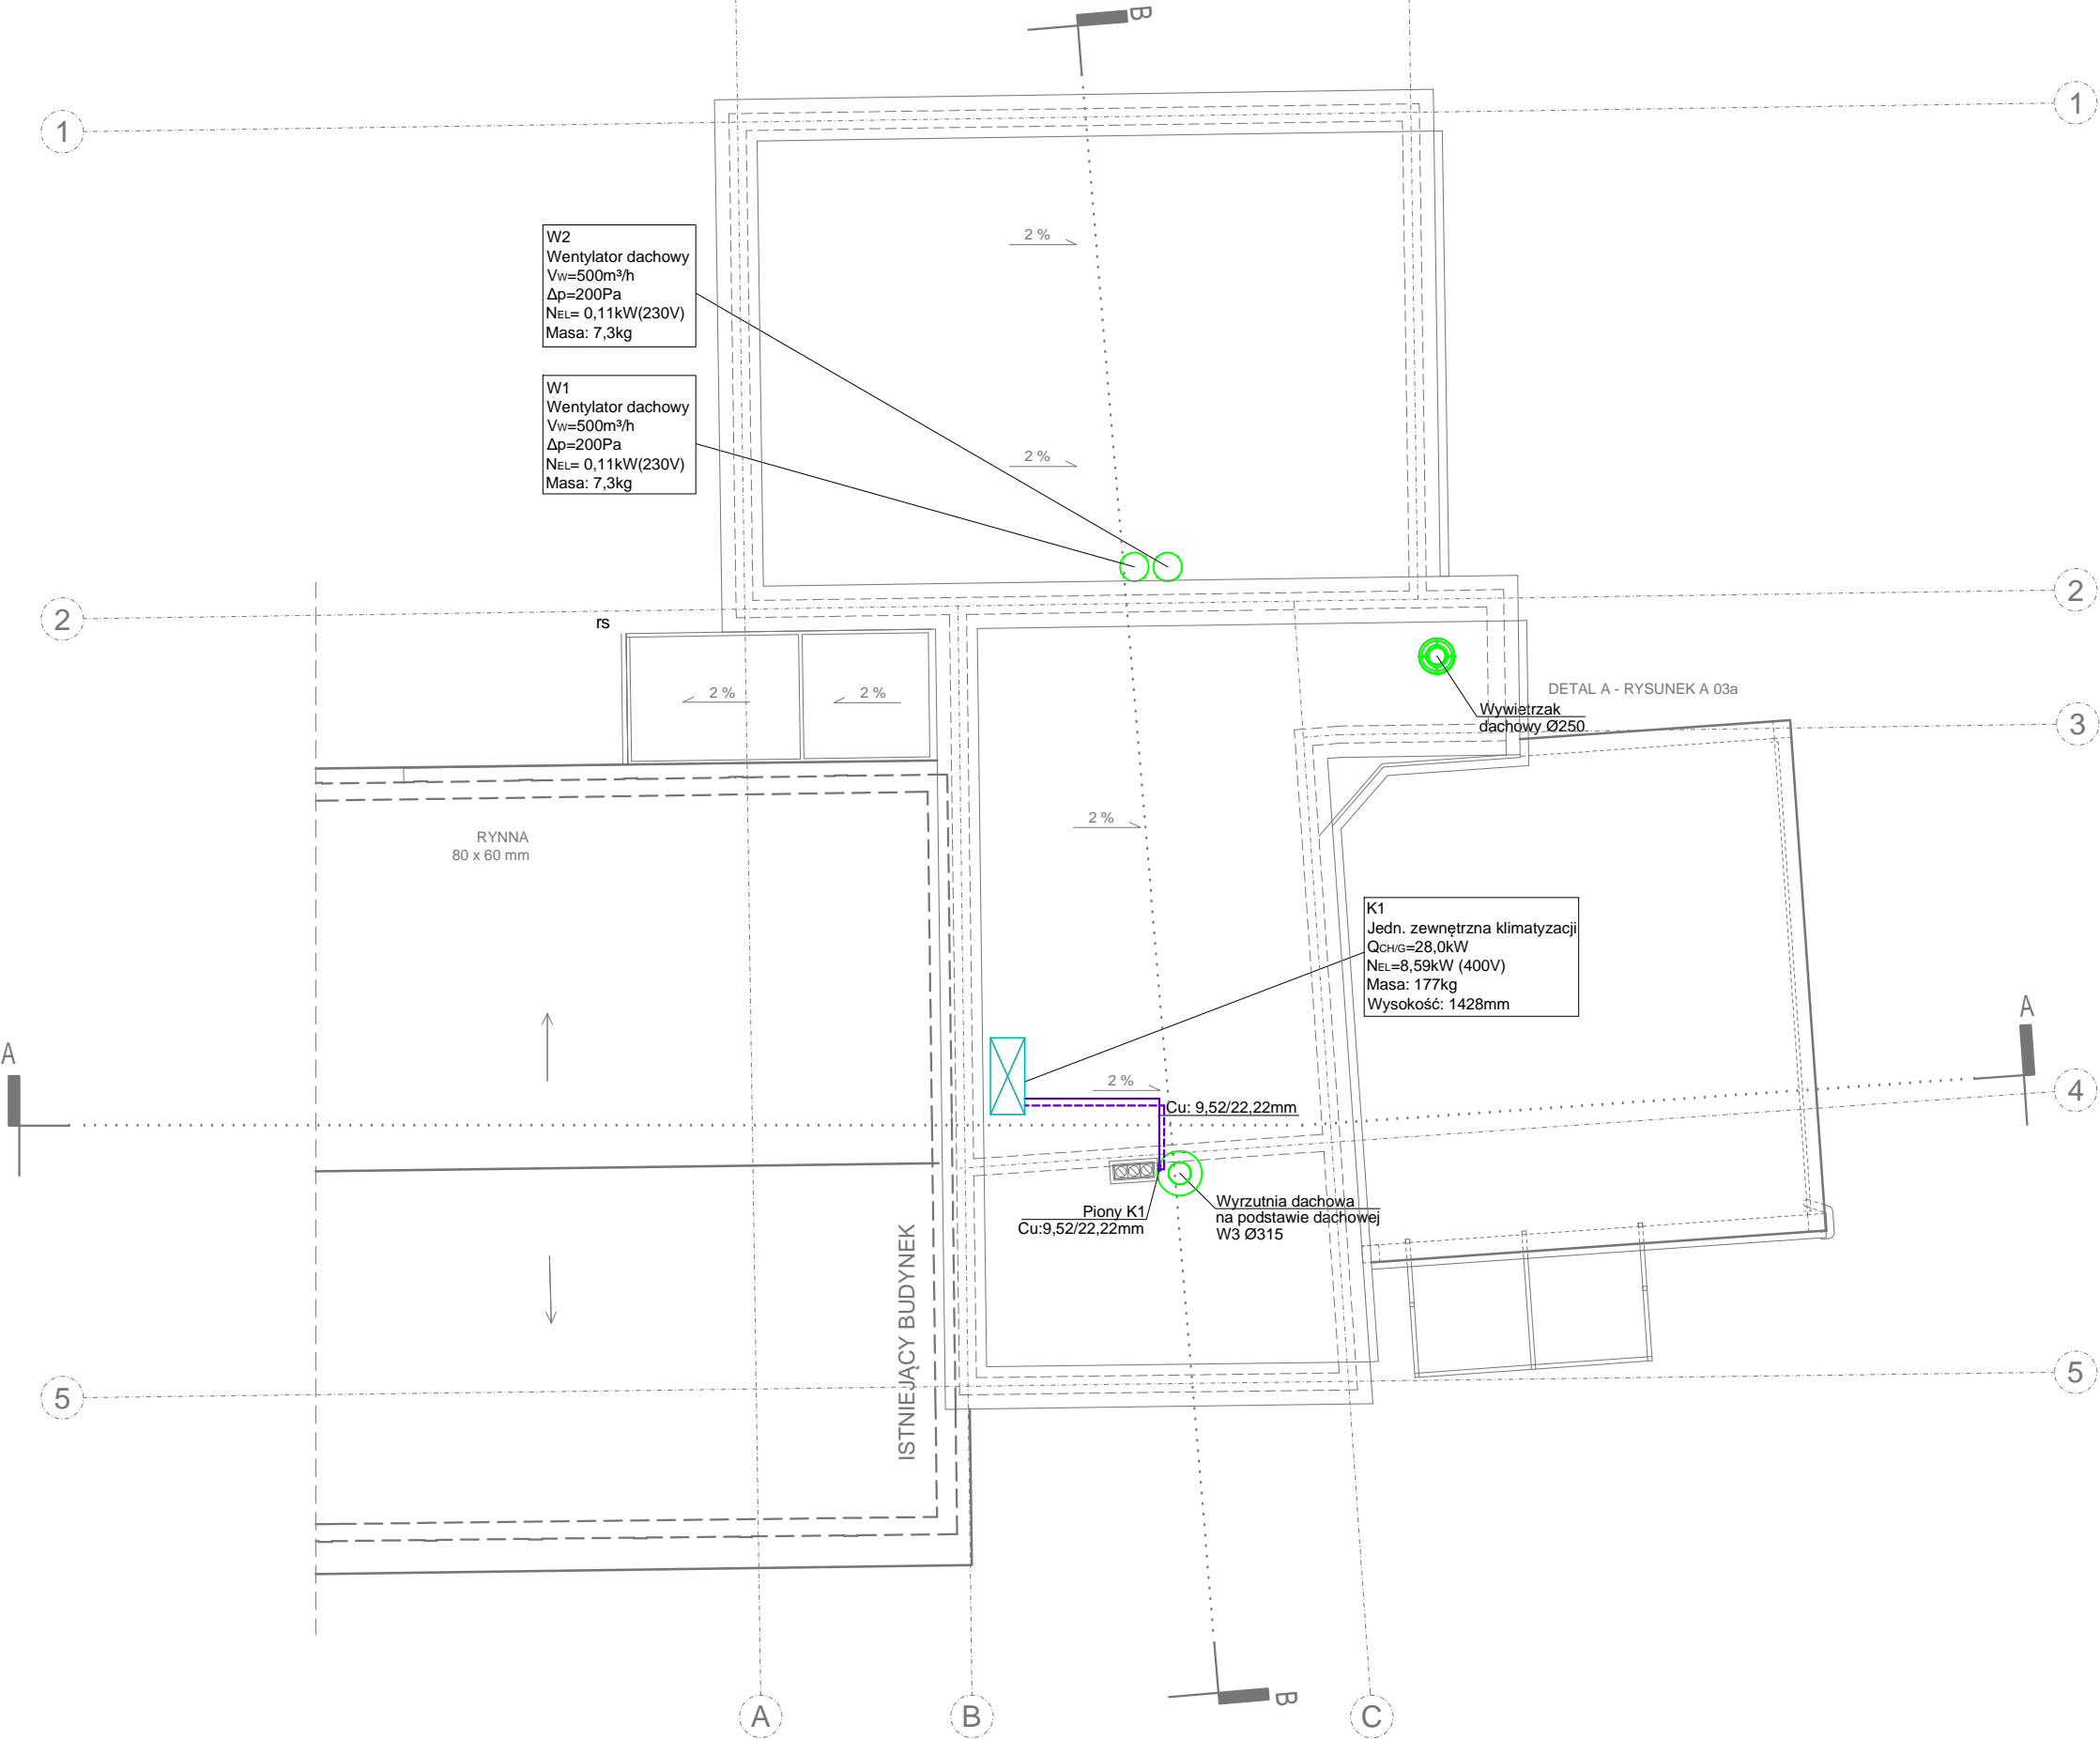 B
1
1
W2
Wentylator dachowy
Vw=500m³/h
Δp=200Pa
NEL= 0,11kW(230V)
Masa: 7,3kg
2 %
W1
Wentylator dachowy
Vw=500m³/h
Δp=200Pa
NEL= 0,11kW(230V)
Masa: 7,3kg
2 %
2
2
rs
2 %
2 %
DETAL A - RYSUNEK A 03a
Wywietrzak
dachowy Ø250
3
RYNNA
80 x 60 mm
2 %
K1
Jedn. zewnętrzna klimatyzacji
QCH/G=28,0kW
NEL=8,59kW (400V)
Masa: 177kg
Wysokość: 1428mm
A
A
2 %
Cu: 9,52/22,22mm
4
Piony K1
Cu:9,52/22,22mm
Wyrzutnia dachowa
na podstawie dachowej
W3 Ø315
ISTNIEJĄCY BUDYNEK
5
5
B
A
B
C